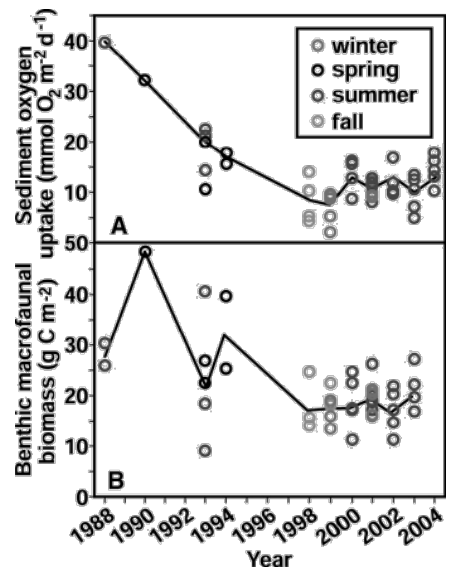 Sediment oxygen
uptake (mmol O2 m-2 d-1)
40
30
20
10
A
winter
spring
summer
fall
Benthic macrofaunal
biomass (g C m-2)
50
40
30
20
10
0
B
1988
1990
1992
1994
1996
1998
2000
2002
2004
Year